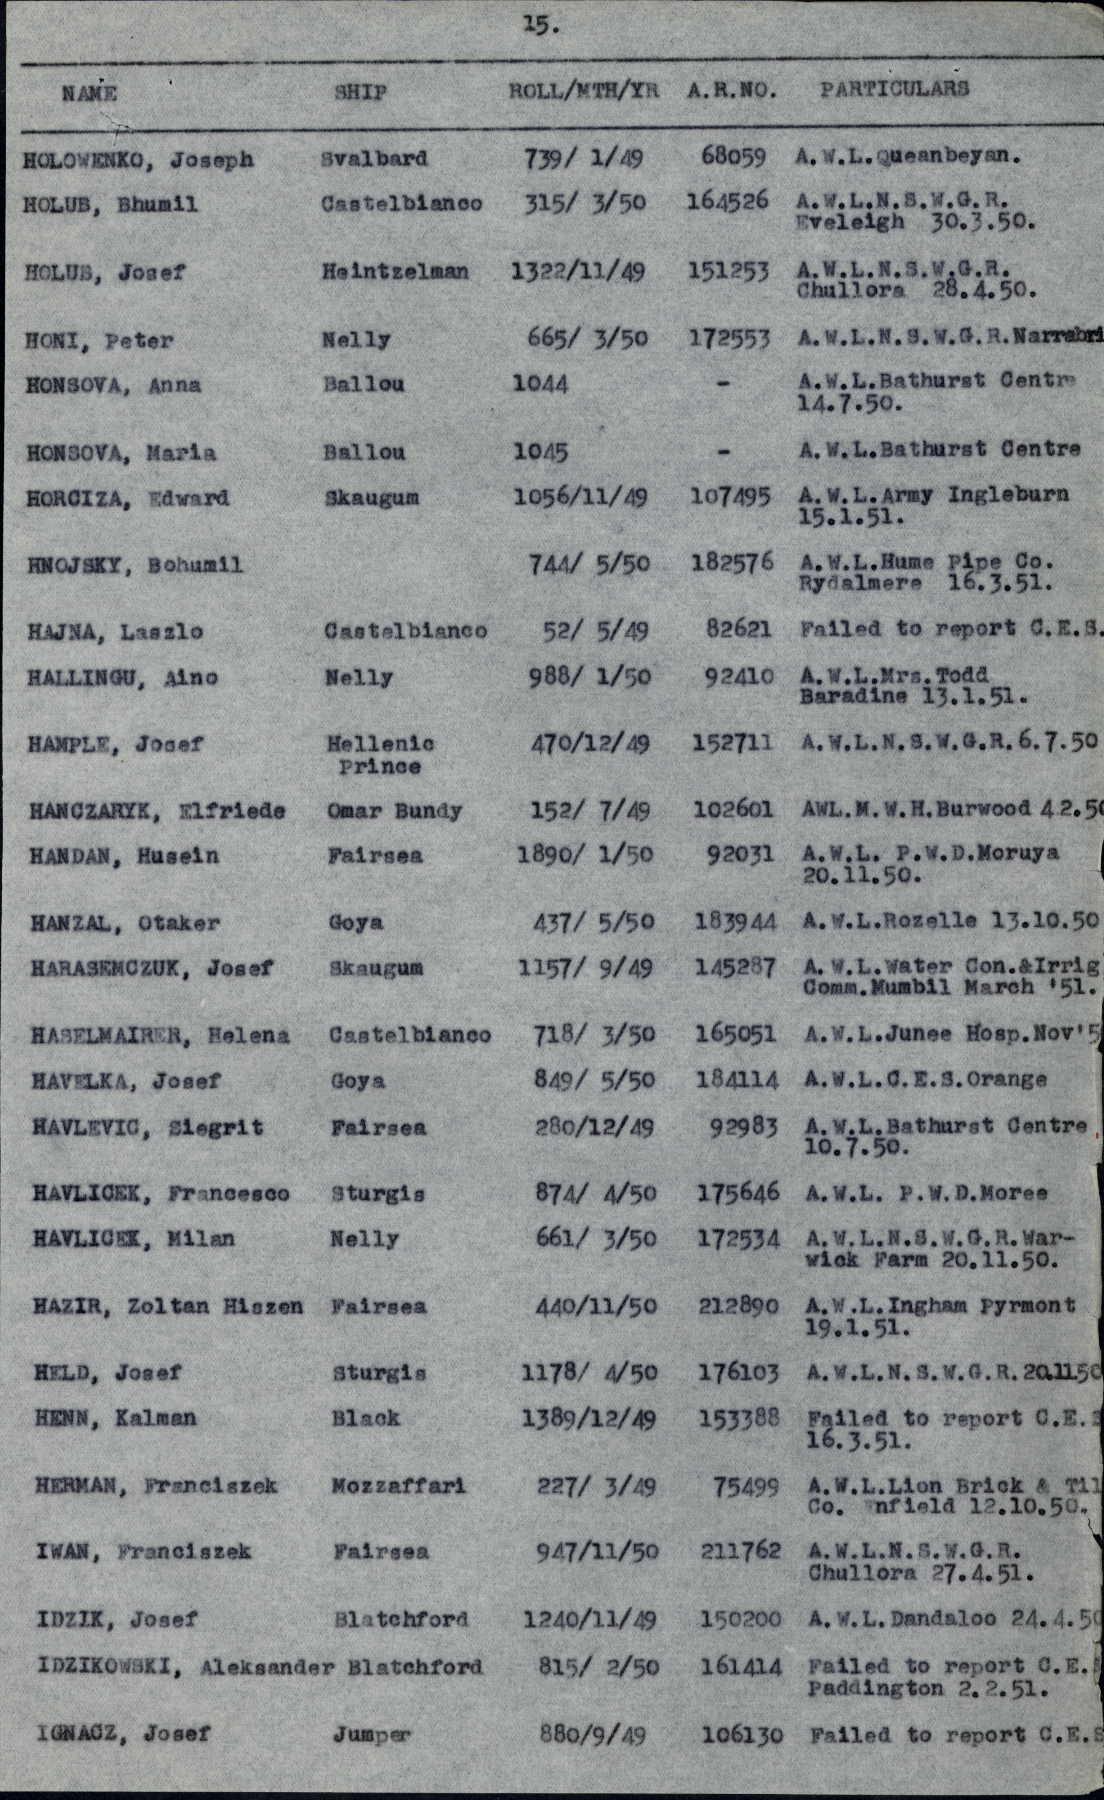 15.
NAME SHIP ROLL/MTH/YR A.R.NO. PARTICULARS
HOLOWENKO, Joseph Svalbard 739/ 1/49 68059 A.W.L.Queanbeyan.
HOLUB, Bhumil Castelbianco 315/ 3/50 164526 A.W.L.N.S.W.G.R.
Eveleigh 30.3.50.
HOLUB, Josef Heintzelman 1322/11/49 151253 A.W.L.N.S.W.G.R.
Chullora 28.4.50.
HONI, Peter Nelly 665/ 3/50 172553 A.W.L.N.S.W.G.R.Narrabri
HONSOVA, Anna Ballou 1044 - A.W.L.Bathurst Centre
14.7.50.
HONSOVA, Maria Ballou 1045 - A.W.L.Bathurst Centre
HORCIZA, Edward Skaugum 1056/11/49 107495 A.W.L.Army Ingleburn
15.1.51.
HNOJSKY, Bohumil 744/ 5/50 182576 A.W.L.Hume Pipe Co.
Rydalmere 16.3.51.
HAJNA, Laszlo Castelbianco 52/ 5/49 82621 Failed to report C.E.S.
HALLINGU, Aino Nelly 988/ 1/50 92410 A.W.L.Mrs.Todd
Baradine 13.1.51.
HAMPLE, Josef Hellenic 470/12/49 152711 A.W.L.N.S.W.G.R.6.7.50
Prince
HANCZARYK, Elfriede Omar Bundy 152/ 7/49 102601 AWL.M.W.H.Burwood 4.2.50
HANDAN, Husein Fairsea 1890/ 1/50 92031 A.W.L. P.W.D.Moruya
20.11.50.
HANZAL, Otaker Goya 437/ 5/50 183944 A.W.L.Rozelle 13.10.50
HARASEMCZUK, Josef Skaugum 1157/ 9/49 145287 A.W.L.Water Con.&Irrig
Comm.Mumbil March '51.
HASELMAIRER, Helena Castelbianco 718/ 3/50 165051 A.W.L.Junee Hosp.Nov'5
HAVELKA, Josef Goya 849/ 5/50 184114 A.W.L.C.E.S.Orange
HAVLEVIC, Siegrit Fairsea 280/12/49 92983 A.W.L.Bathurst Centre
10.7.50.
HAVLICEK, Francesco Sturgis 874/ 4/50 175646 A.W.L. P.W.D.Moree
HAVLICEK, Milan Nelly 661/ 3/50 172534 A.W.L.N.S.W.G.R.War-
wick Farm 20.11.50.
HAZIR, Zoltan Hiszen Fairsea 440/11/50 212890 A.W.L.Ingham Pyrmont
19.1.51.
HELD, Josef Sturgis 1178/ 4/50 176103 A.W.L.N.S.W.G.R.20.11.50
HENN, Kalman Black 1389/12/49 153388 Failed to report C.E.S
16.3.51.
HERMAN, Franciszek Mozzaffari 227/ 3/49 75499 A.W.L.Lion Brick & Til
Co. Enfield 12.10.50.
IWAN, Franciszek Fairsea 947/11/50 211762 A.W.L.N.S.W.G.R.
Chullora 27.4.51.
IDZIK, Josef Blatchford 1240/11/49 150200 A.W.L.Dandaloo 24.4.50
IDZIKOWSKI, Aleksander Blatchford 815/ 2/50 161414 Failed to report C.E.S
Paddington 2.2.51.
IGNACZ, Josef Jumper 880/9/49 106130 Failed to report C.E.S